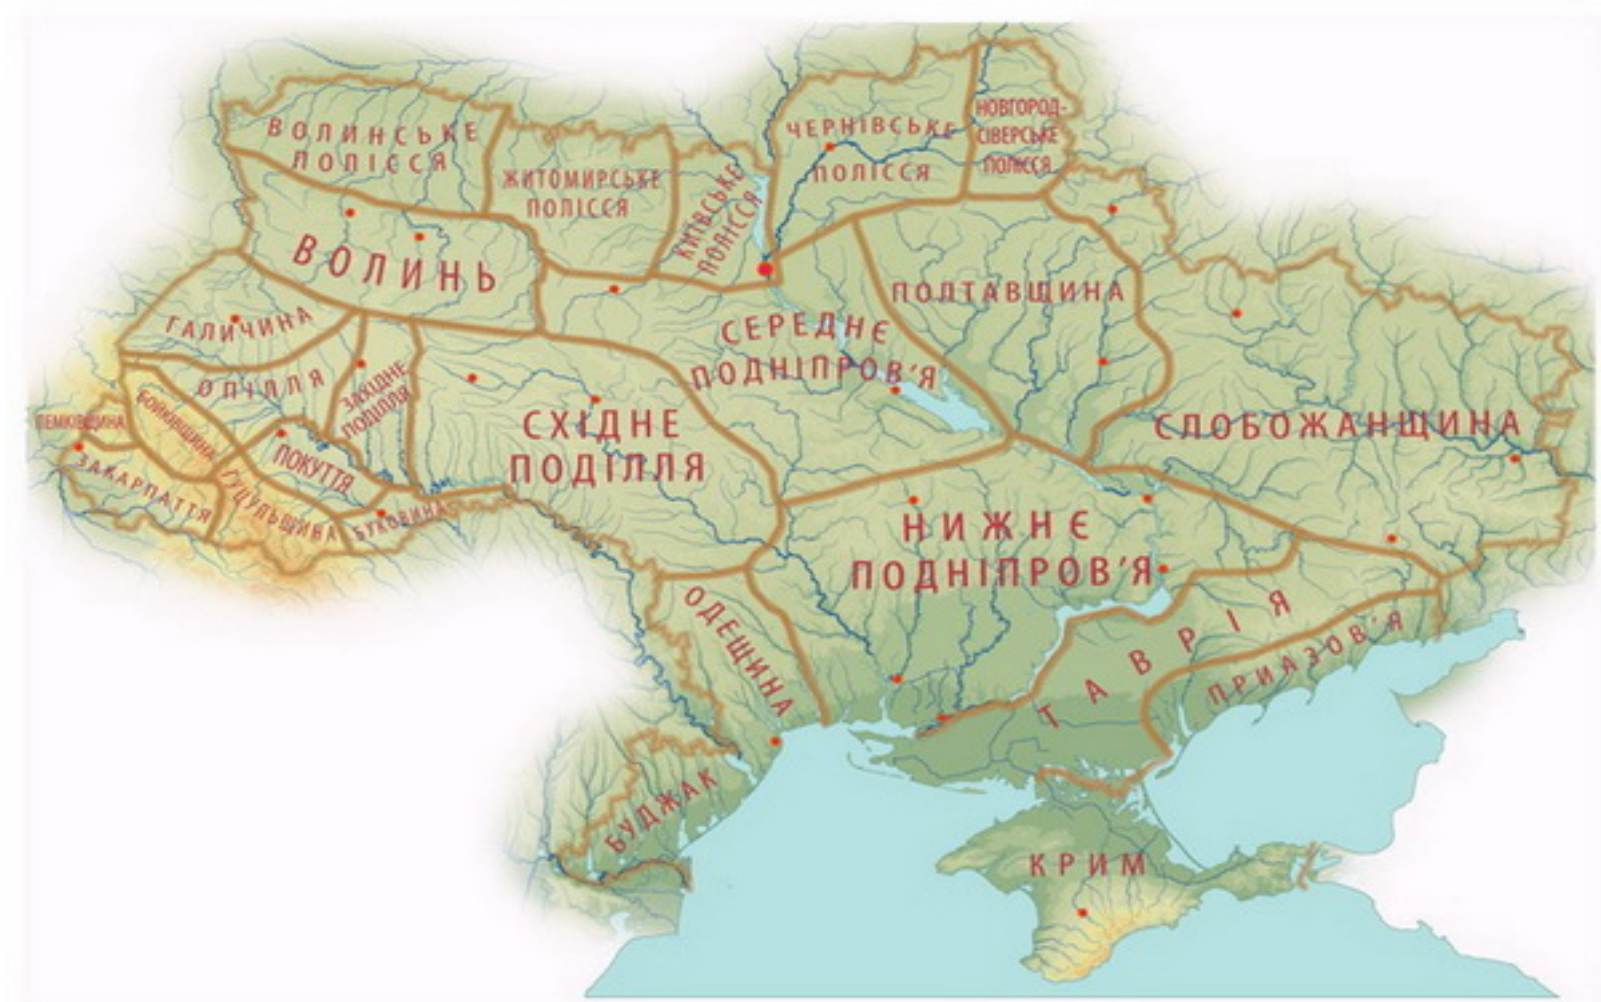 ВОЛИНСЬКЕ
ПОЛІССЯ
ЖИТОМИРСЬКЕ
ПОЛІССЯ
КИЇВСЬКЕ
ПОЛІССЯ
ЧЕРНІВСЬКЕ
ПОЛІССЯ
НОВГОРОД-
СІВЕРСЬКЕ
ПОЛІССЯ
ВОЛИНЬ
ГАЛИЧИНА
ОПІЛЛЯ
ЗАХІДНЕ
ПОДІЛЛЯ
СЕРЕДНЄ
ПОДНІПРОВ'Я
ПОЛТАВЩИНА
СЛОБОЖАНЩИНА
ЛЕМКІВЩИНА
БОЙКІВЩИНА
ЗАКАРПАТТЯ
ГУЦУЛЬЩИНА
ПОКУТТЯ
БУКОВИНА
СХІДНЕ
ПОДІЛЛЯ
НИЖНЄ
ПОДНІПРОВ'Я
ОДЕЩИНА
ТАВРІЯ
ПРИАЗОВ'Я
БУДЖАК
КРИМ